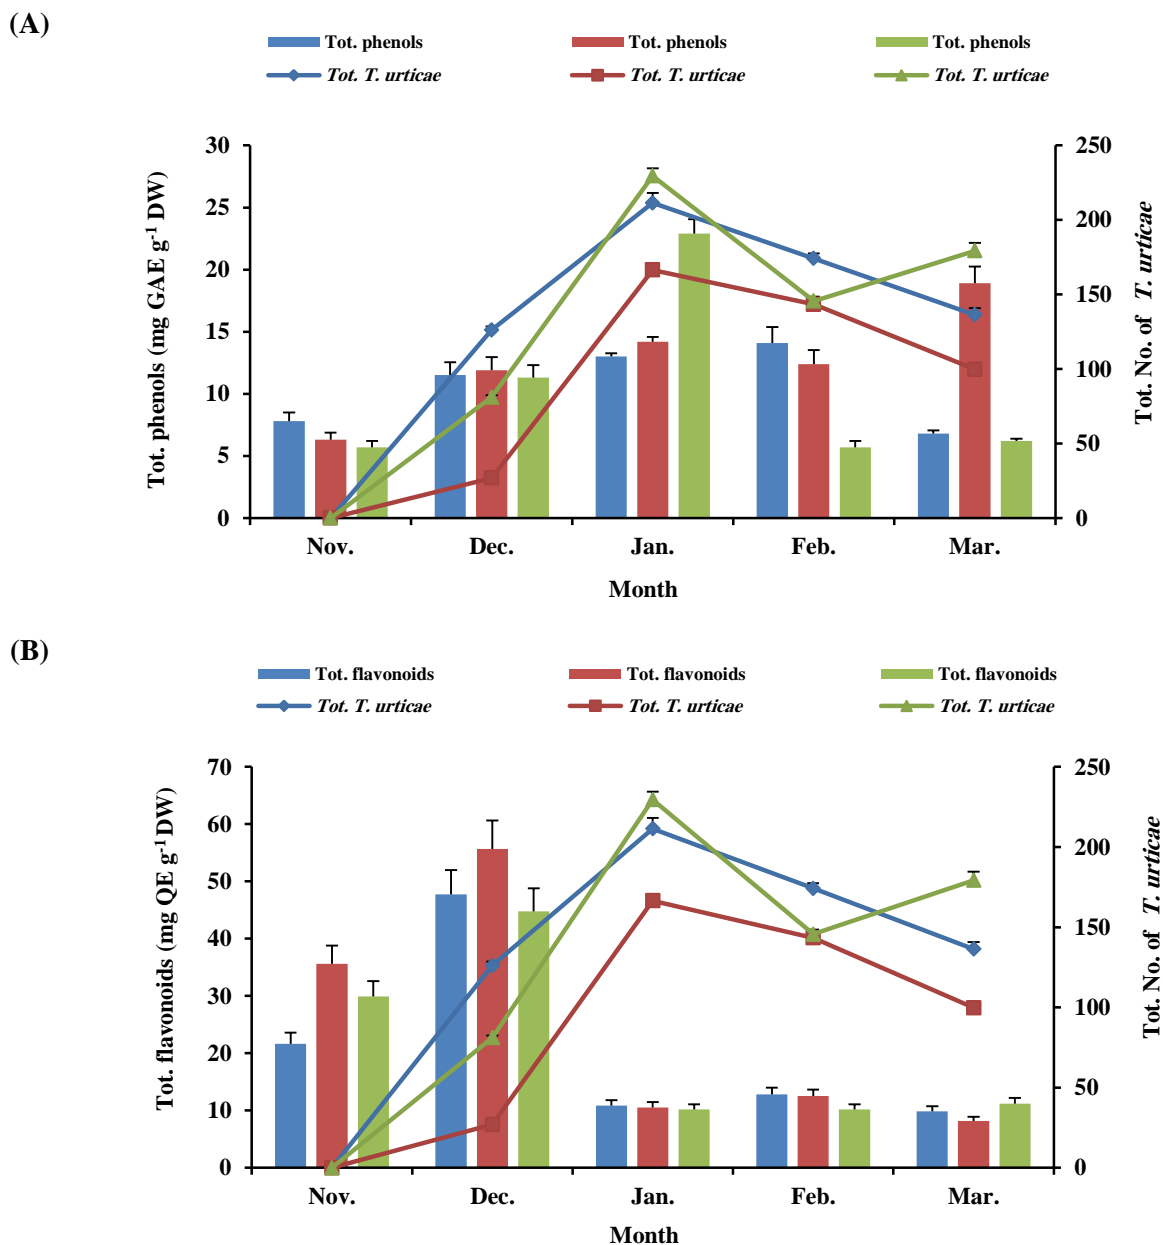 (A)
Tot. phenols Tot. phenols Tot. phenols
Tot. T. urticae Tot. T. urticae Tot. T. urticae
Tot. phenols (mg GAE g⁻¹ DW)
30
25
20
15
10
5
0
250
200
150
100
50
0
Tot. No. of T. urticae
Nov. Dec. Jan. Feb. Mar.
Month
(B)
Tot. flavonoids Tot. flavonoids Tot. flavonoids
Tot. T. urticae Tot. T. urticae Tot. T. urticae
Tot. flavonoids (mg QE g⁻¹ DW)
70
60
50
40
30
20
10
0
250
200
150
100
50
0
Tot. No. of T. urticae
Nov. Dec. Jan. Feb. Mar.
Month